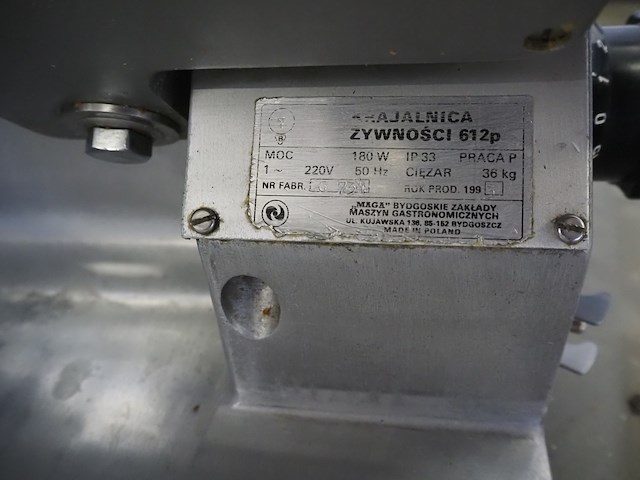 KRAJALNICA
ŻYWNOŚCI 612p
MOC 180 W IP 33 PRACA P
1 ~ 220V 50 Hz CIĘŻAR 36 kg
NR FABR. ROK PROD. 199
„MAGA" BYDGOSKIE ZAKŁADY
MASZYN GASTRONOMICZNYCH
UL. KUJAWSKA 136, 85-152 BYDGOSZCZ
MADE IN POLAND